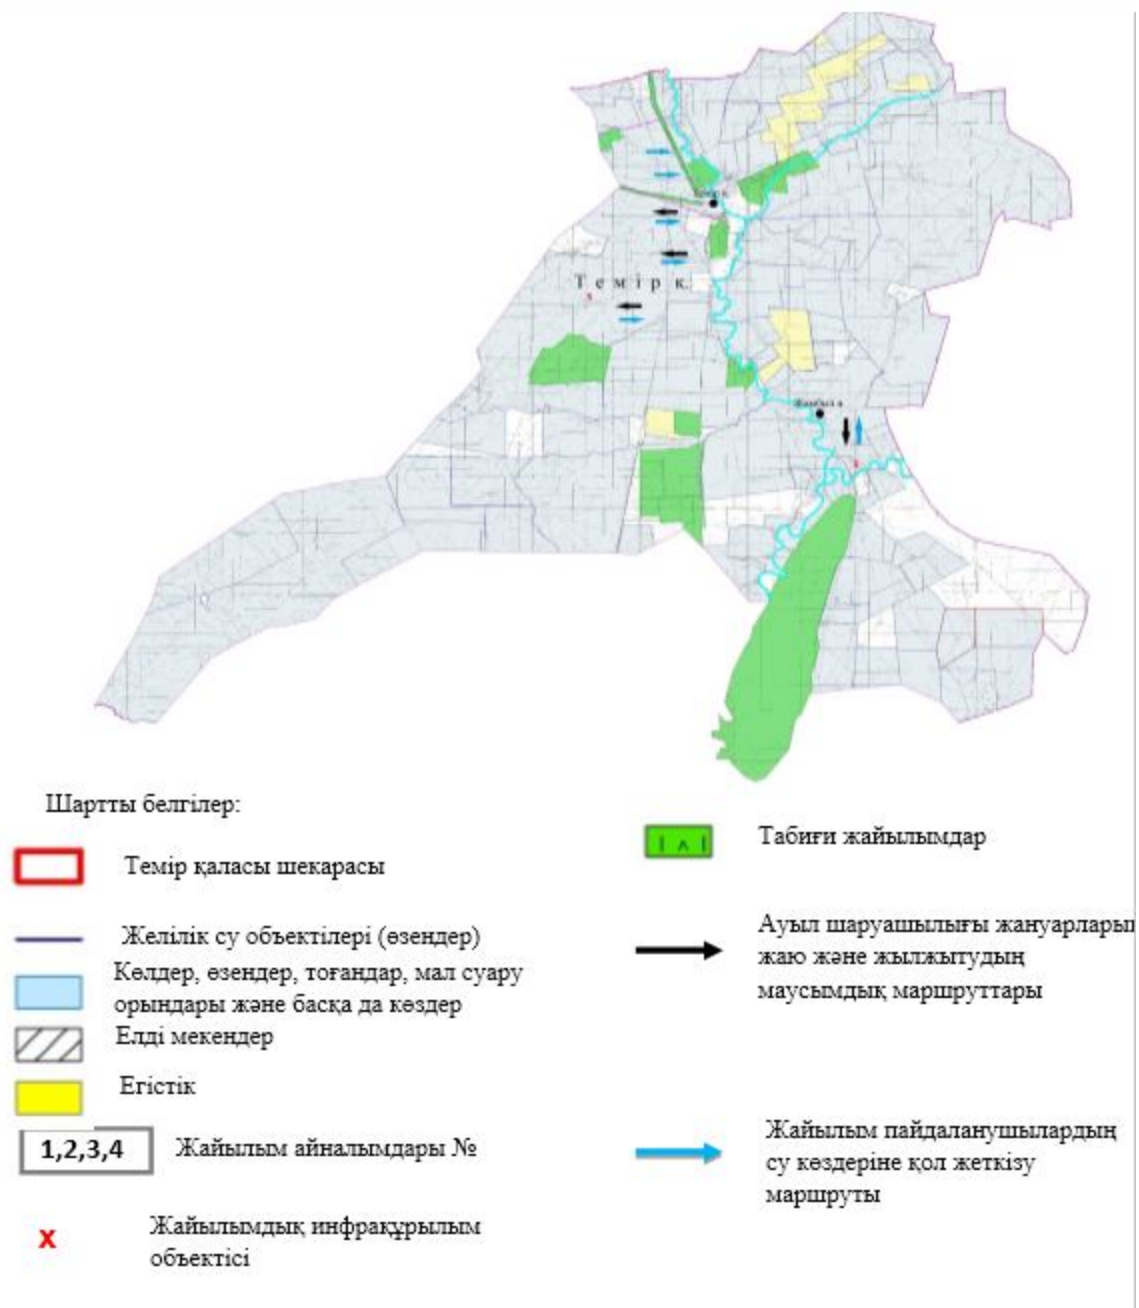 Темір қ.
Шартты белгілер:
Темір қаласы шекарасы
Желілік су объектілері (өзендер)
Көлдер, өзендер, тоғандар, мал суару
орындары және басқа да көздер
Елді мекендер
Егістік
1,2,3,4
Жайылым айналымдары №
x
Жайылымдық инфрақұрылым
объектісі
Табиғи жайылымдар
Ауыл шаруашылығы жануарлары
жаю және жылжытудың
маусымдық маршруттары
Жайылым пайдаланушылардың
су көздеріне қол жеткізу
маршруты